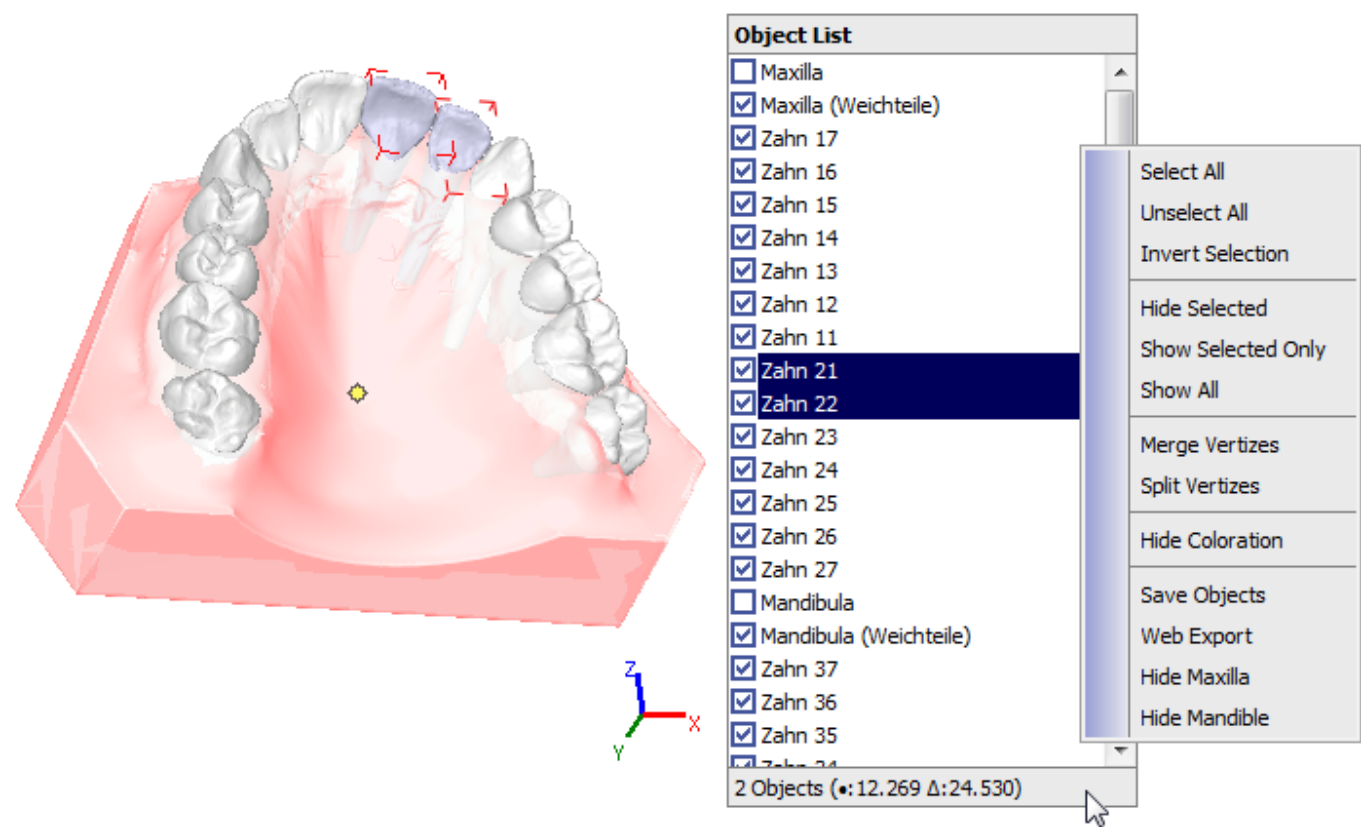 Object List
Maxilla
Maxilla (Weichteile)
Zahn 17
Zahn 16
Zahn 15
Zahn 14
Zahn 13
Zahn 12
Zahn 11
Zahn 21
Zahn 22
Zahn 23
Zahn 24
Zahn 25
Zahn 26
Zahn 27
Mandibula
Mandibula (Weichteile)
Zahn 37
Zahn 36
Zahn 35
Zahn 34
2 Objects (•:12.269 Δ:24.530)
Select All
Unselect All
Invert Selection
Hide Selected
Show Selected Only
Show All
Merge Vertizes
Split Vertizes
Hide Coloration
Save Objects
Web Export
Hide Maxilla
Hide Mandible
Z
X
Y